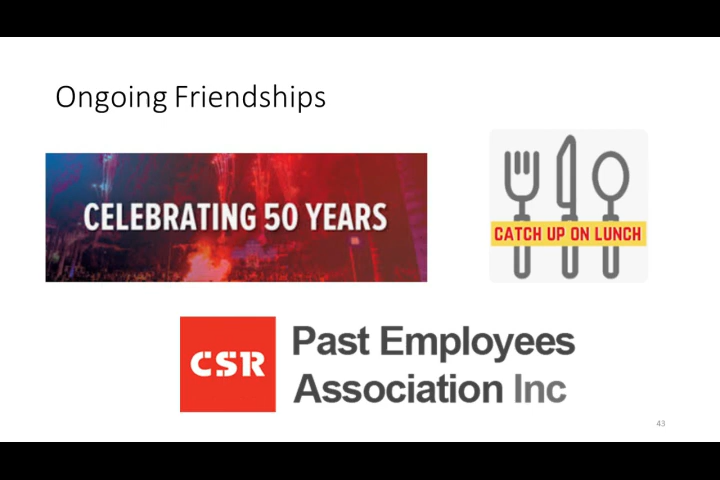 Ongoing Friendships
CELEBRATING 50 YEARS
CATCH UP ON LUNCH
CSR
Past Employees
Association Inc
43